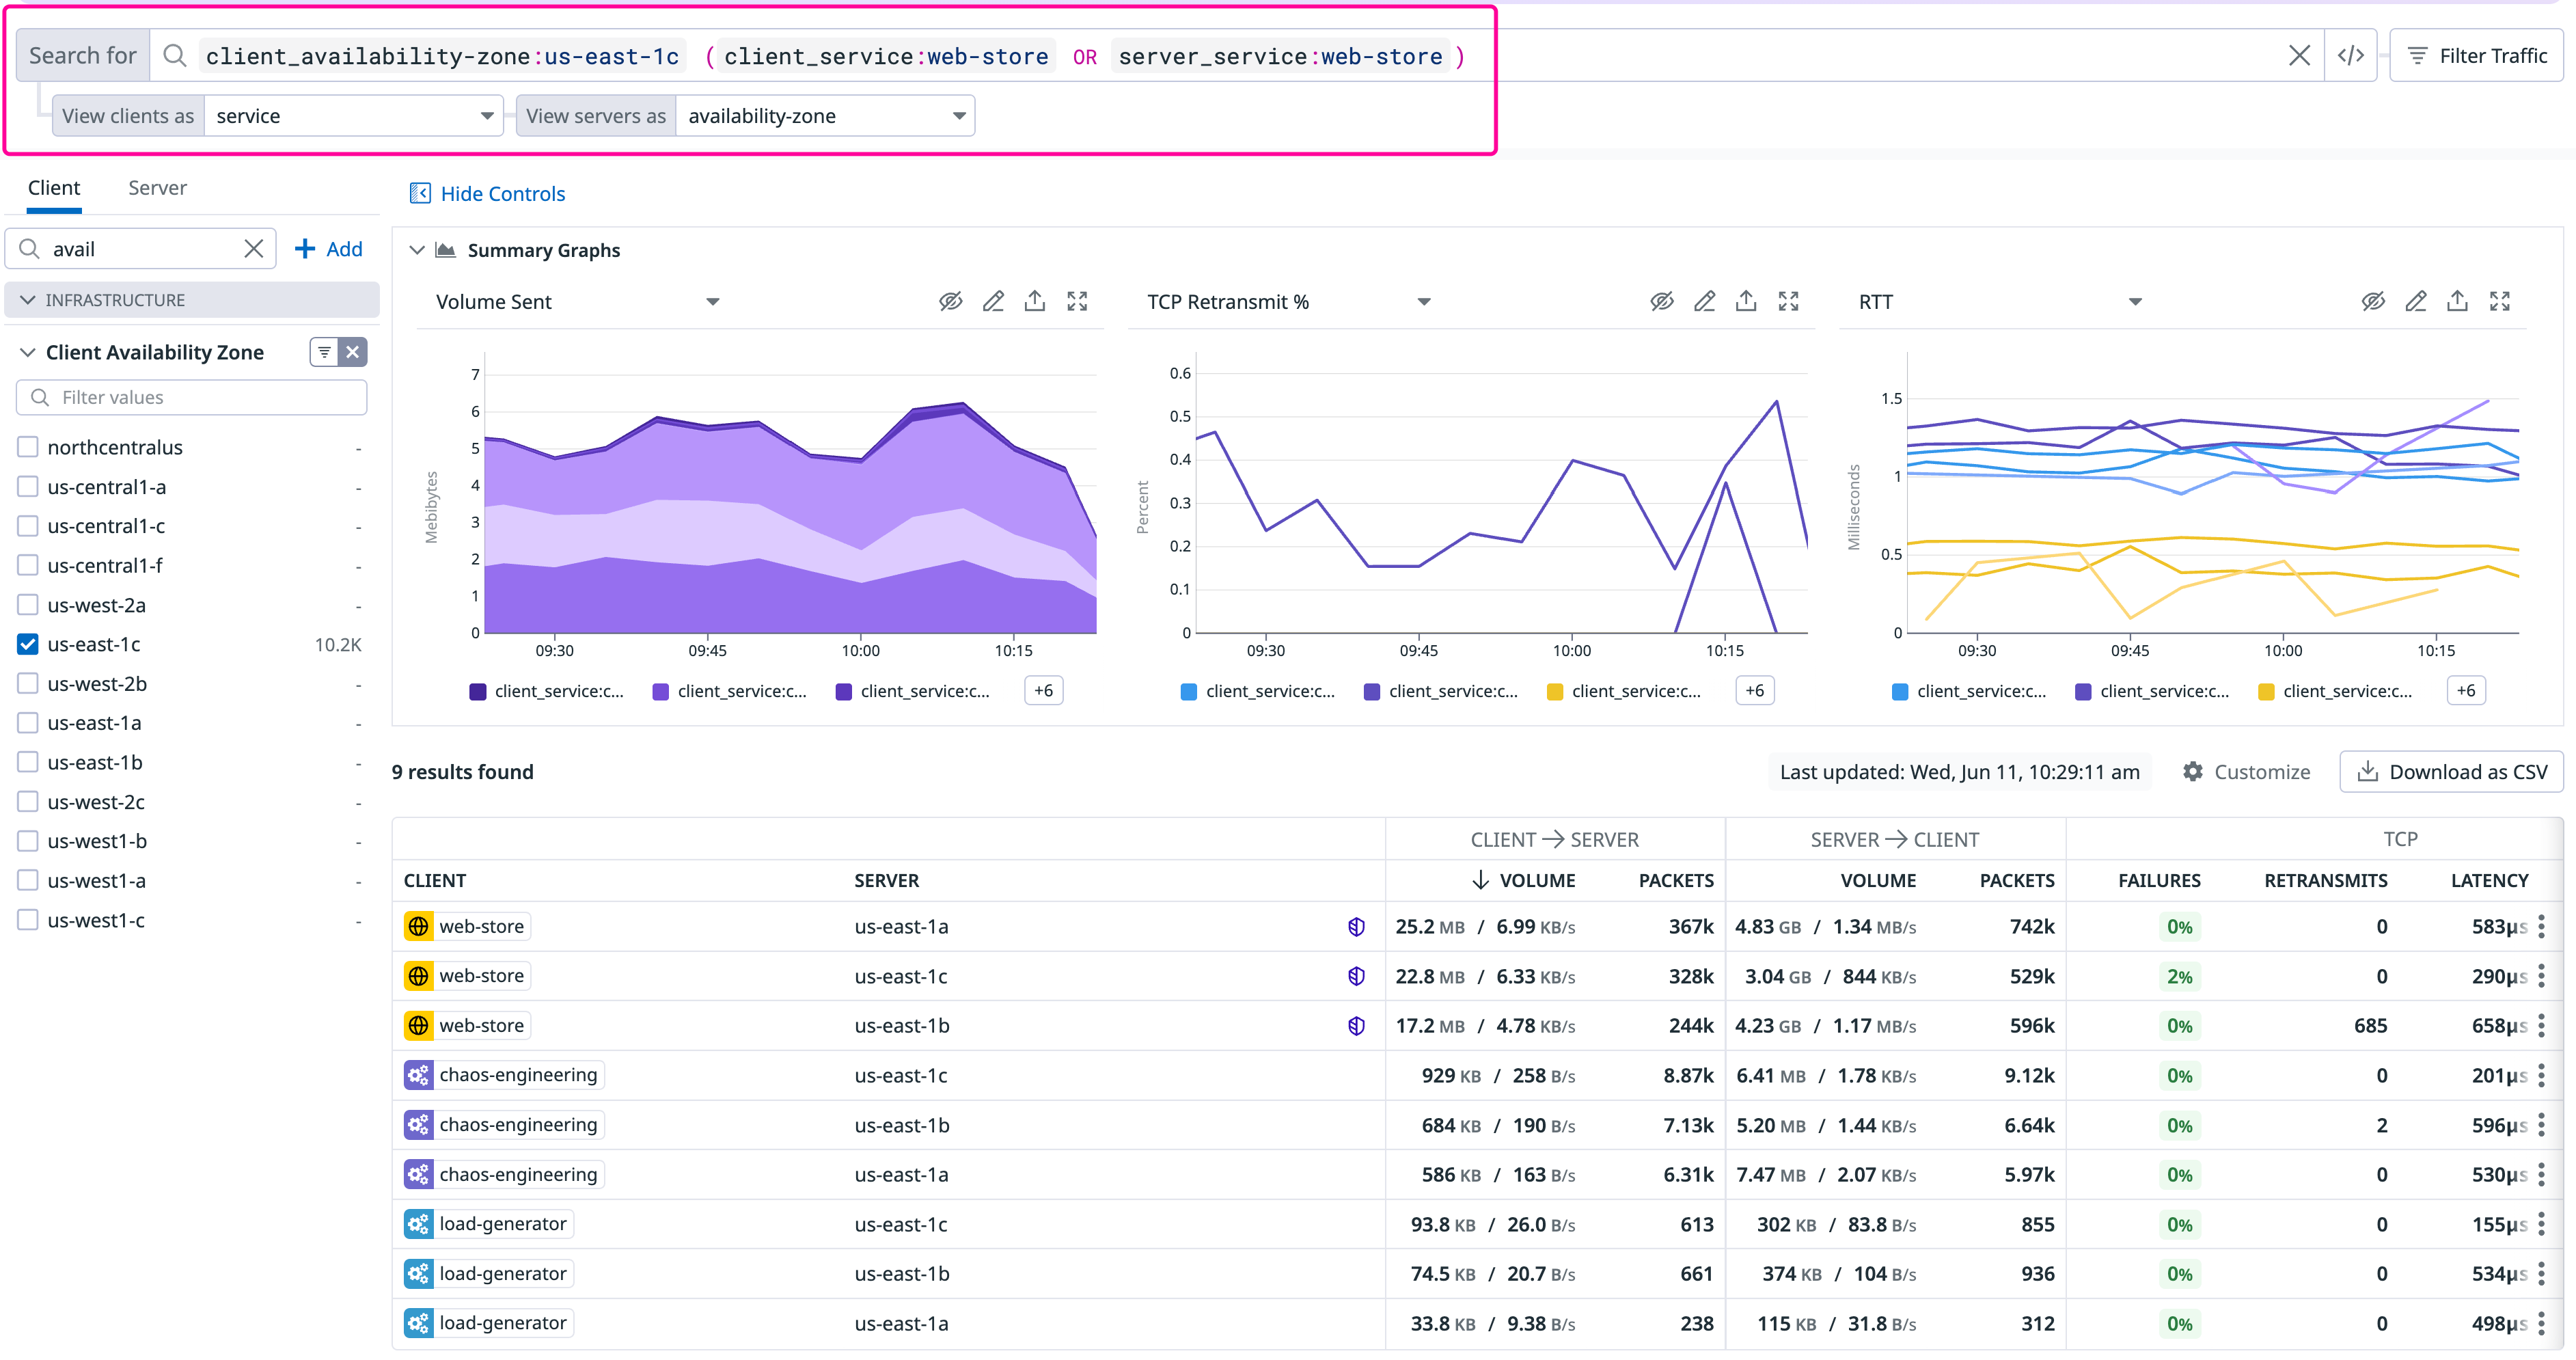 Search for client_availability-zone:us-east-1c (client_service:web-store OR server_service:web-store) </> Filter Traffic
View clients as service View servers as availability-zone
Client Server
avail + Add
INFRASTRUCTURE
Client Availability Zone
Filter values
northcentralus -
us-central1-a -
us-central1-c -
us-central1-f -
us-west-2a -
us-east-1c 10.2K
us-west-2b -
us-east-1a -
us-east-1b -
us-west-2c -
us-west1-b -
us-west1-a -
us-west1-c -
Hide Controls
Summary Graphs
Volume Sent
Mebibytes
7
6
5
4
3
2
1
0
09:30 09:45 10:00 10:15
client_service:c... client_service:c... client_service:c... +6
TCP Retransmit %
Percent
0.6
0.5
0.4
0.3
0.2
0.1
0
09:30 09:45 10:00 10:15
client_service:c... client_service:c... client_service:c... +6
RTT
Milliseconds
1.5
1
0.5
0
09:30 09:45 10:00 10:15
client_service:c... client_service:c... client_service:c... +6
9 results found Last updated: Wed, Jun 11, 10:29:11 am Customize Download as CSV
CLIENT → SERVER SERVER → CLIENT TCP
CLIENT SERVER ↓ VOLUME PACKETS VOLUME PACKETS FAILURES RETRANSMITS LATENCY
web-store us-east-1a 25.2 MB / 6.99 KB/s 367k 4.83 GB / 1.34 MB/s 742k 0% 0 583μs
web-store us-east-1c 22.8 MB / 6.33 KB/s 328k 3.04 GB / 844 KB/s 529k 2% 0 290μs
web-store us-east-1b 17.2 MB / 4.78 KB/s 244k 4.23 GB / 1.17 MB/s 596k 0% 685 658μs
chaos-engineering us-east-1c 929 KB / 258 B/s 8.87k 6.41 MB / 1.78 KB/s 9.12k 0% 0 201μs
chaos-engineering us-east-1b 684 KB / 190 B/s 7.13k 5.20 MB / 1.44 KB/s 6.64k 0% 2 596μs
chaos-engineering us-east-1a 586 KB / 163 B/s 6.31k 7.47 MB / 2.07 KB/s 5.97k 0% 0 530μs
load-generator us-east-1c 93.8 KB / 26.0 B/s 613 302 KB / 83.8 B/s 855 0% 0 155μs
load-generator us-east-1b 74.5 KB / 20.7 B/s 661 374 KB / 104 B/s 936 0% 0 534μs
load-generator us-east-1a 33.8 KB / 9.38 B/s 238 115 KB / 31.8 B/s 312 0% 0 498μs